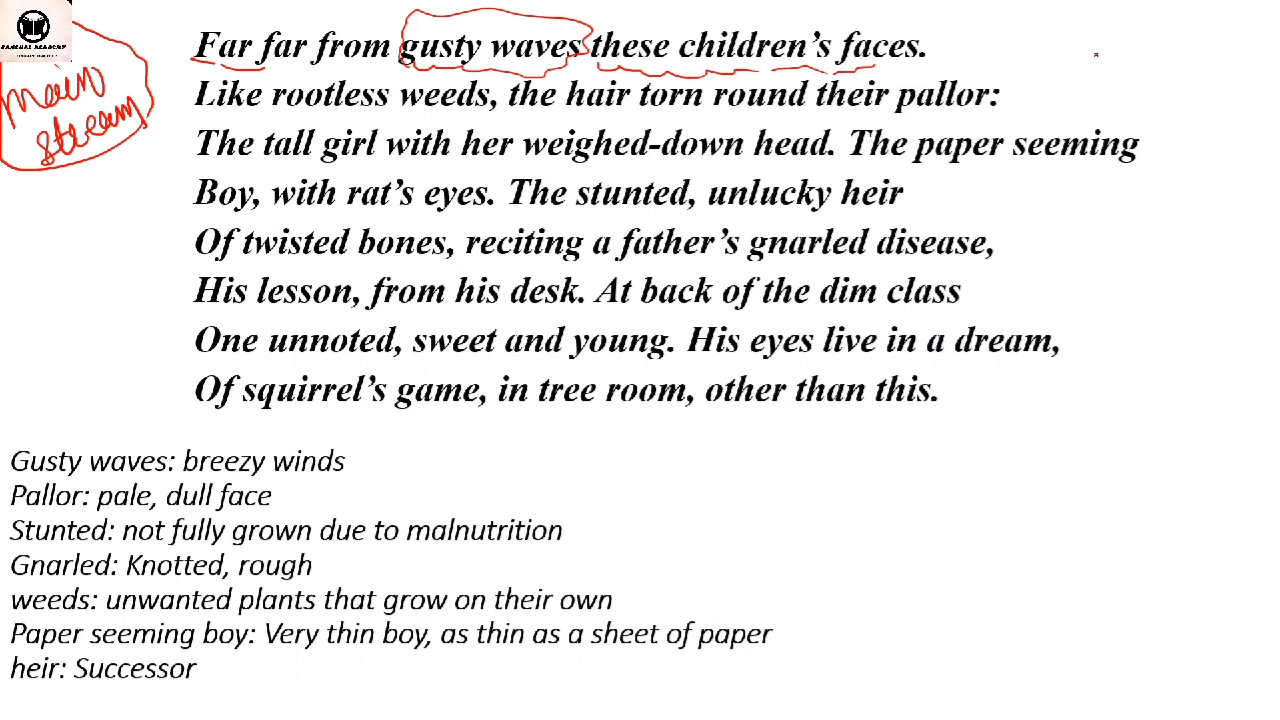 main
stream
Far far from gusty waves these children's faces.
Like rootless weeds, the hair torn round their pallor:
The tall girl with her weighed-down head. The paper seeming
Boy, with rat's eyes. The stunted, unlucky heir
Of twisted bones, reciting a father's gnarled disease,
His lesson, from his desk. At back of the dim class
One unnoted, sweet and young. His eyes live in a dream,
Of squirrel's game, in tree room, other than this.
Gusty waves: breezy winds
Pallor: pale, dull face
Stunted: not fully grown due to malnutrition
Gnarled: Knotted, rough
weeds: unwanted plants that grow on their own
Paper seeming boy: Very thin boy, as thin as a sheet of paper
heir: Successor